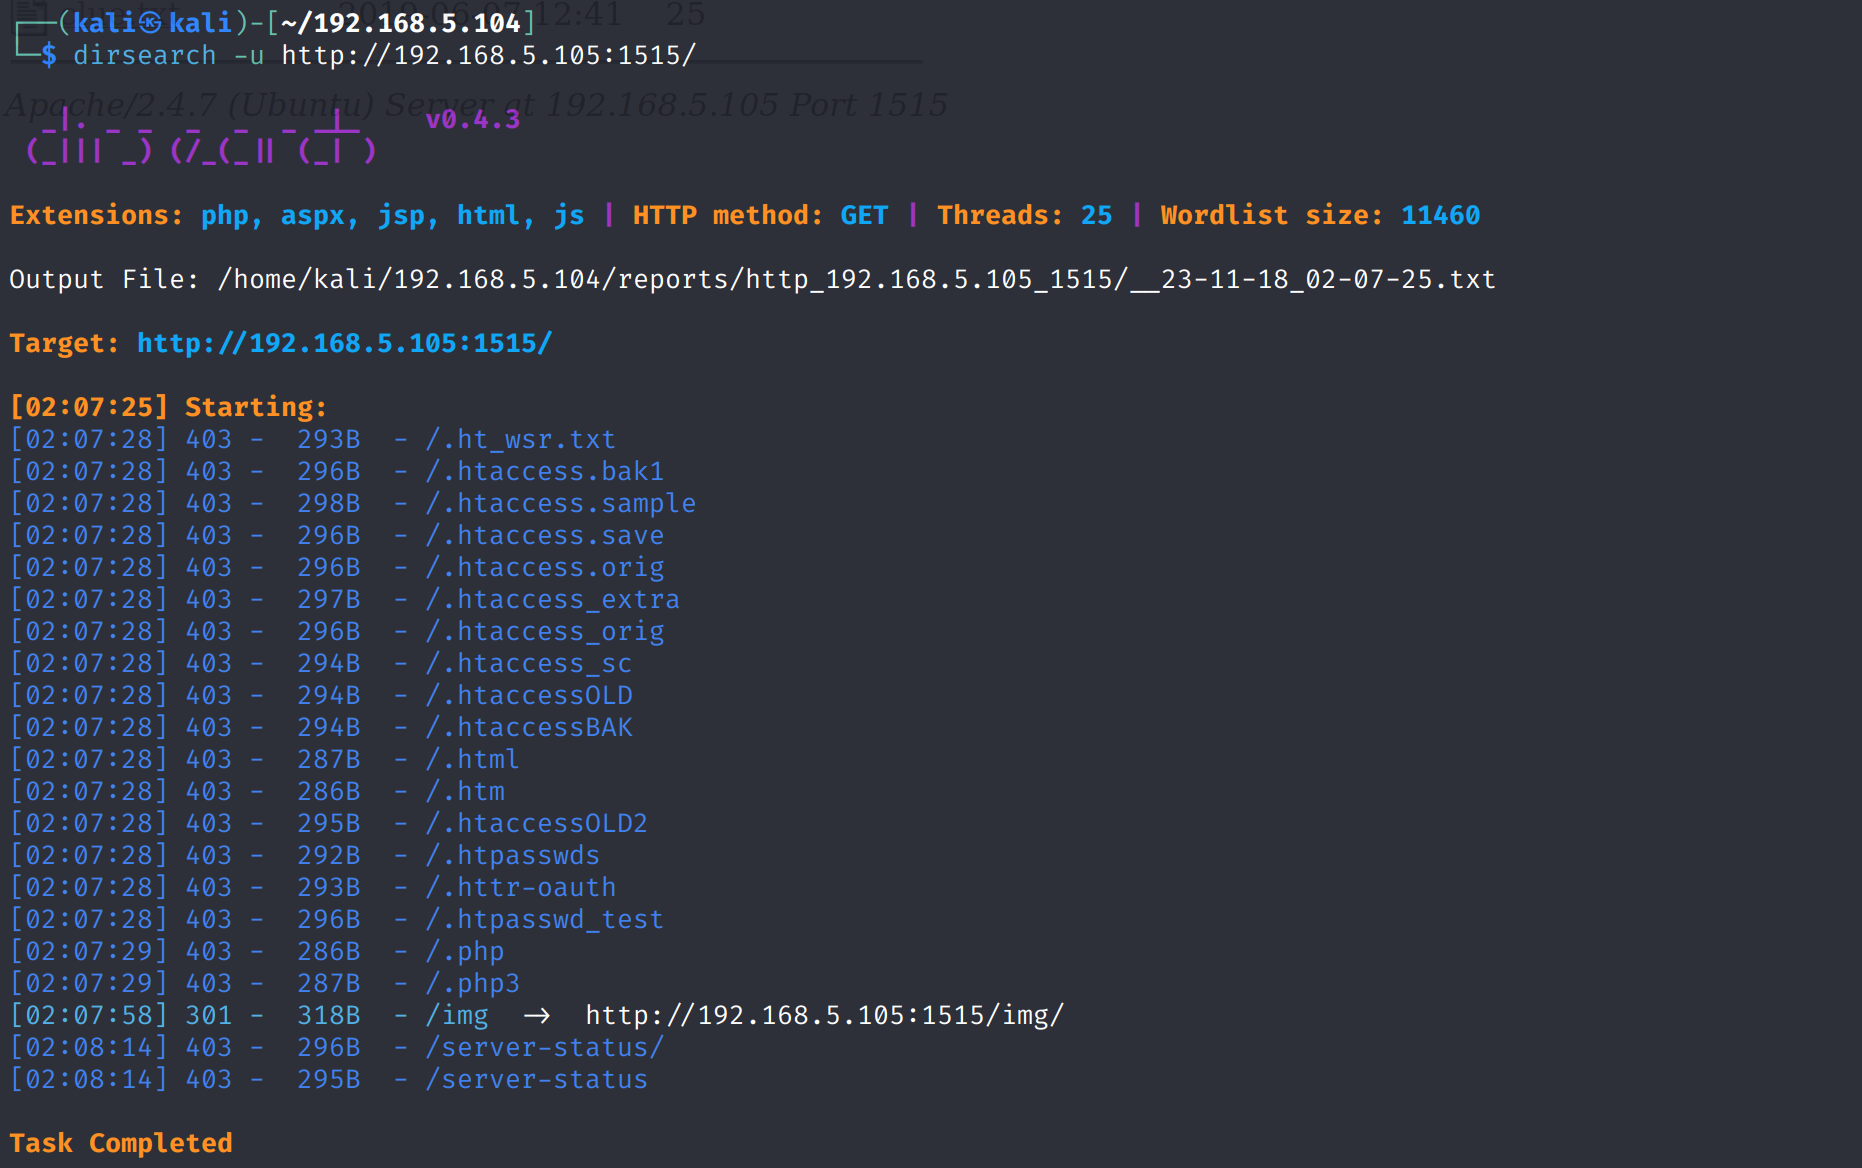 clue.txt 2019-06-07 12:41 25
┌──(kali㉿kali)-[~/192.168.5.104]
└─$ dirsearch -u http://192.168.5.105:1515/
Apache/2.4.7 (Ubuntu) Server at 192.168.5.105 Port 1515
v0.4.3
Extensions: php, aspx, jsp, html, js | HTTP method: GET | Threads: 25 | Wordlist size: 11460
Output File: /home/kali/192.168.5.104/reports/http_192.168.5.105_1515/__23-11-18_02-07-25.txt
Target: http://192.168.5.105:1515/
[02:07:25] Starting:
[02:07:28] 403 - 293B - /.ht_wsr.txt
[02:07:28] 403 - 296B - /.htaccess.bak1
[02:07:28] 403 - 298B - /.htaccess.sample
[02:07:28] 403 - 296B - /.htaccess.save
[02:07:28] 403 - 296B - /.htaccess.orig
[02:07:28] 403 - 297B - /.htaccess_extra
[02:07:28] 403 - 296B - /.htaccess_orig
[02:07:28] 403 - 294B - /.htaccess_sc
[02:07:28] 403 - 294B - /.htaccessOLD
[02:07:28] 403 - 294B - /.htaccessBAK
[02:07:28] 403 - 287B - /.html
[02:07:28] 403 - 286B - /.htm
[02:07:28] 403 - 295B - /.htaccessOLD2
[02:07:28] 403 - 292B - /.htpasswds
[02:07:28] 403 - 293B - /.httr-oauth
[02:07:28] 403 - 296B - /.htpasswd_test
[02:07:29] 403 - 286B - /.php
[02:07:29] 403 - 287B - /.php3
[02:07:58] 301 - 318B - /img -> http://192.168.5.105:1515/img/
[02:08:14] 403 - 296B - /server-status/
[02:08:14] 403 - 295B - /server-status
Task Completed